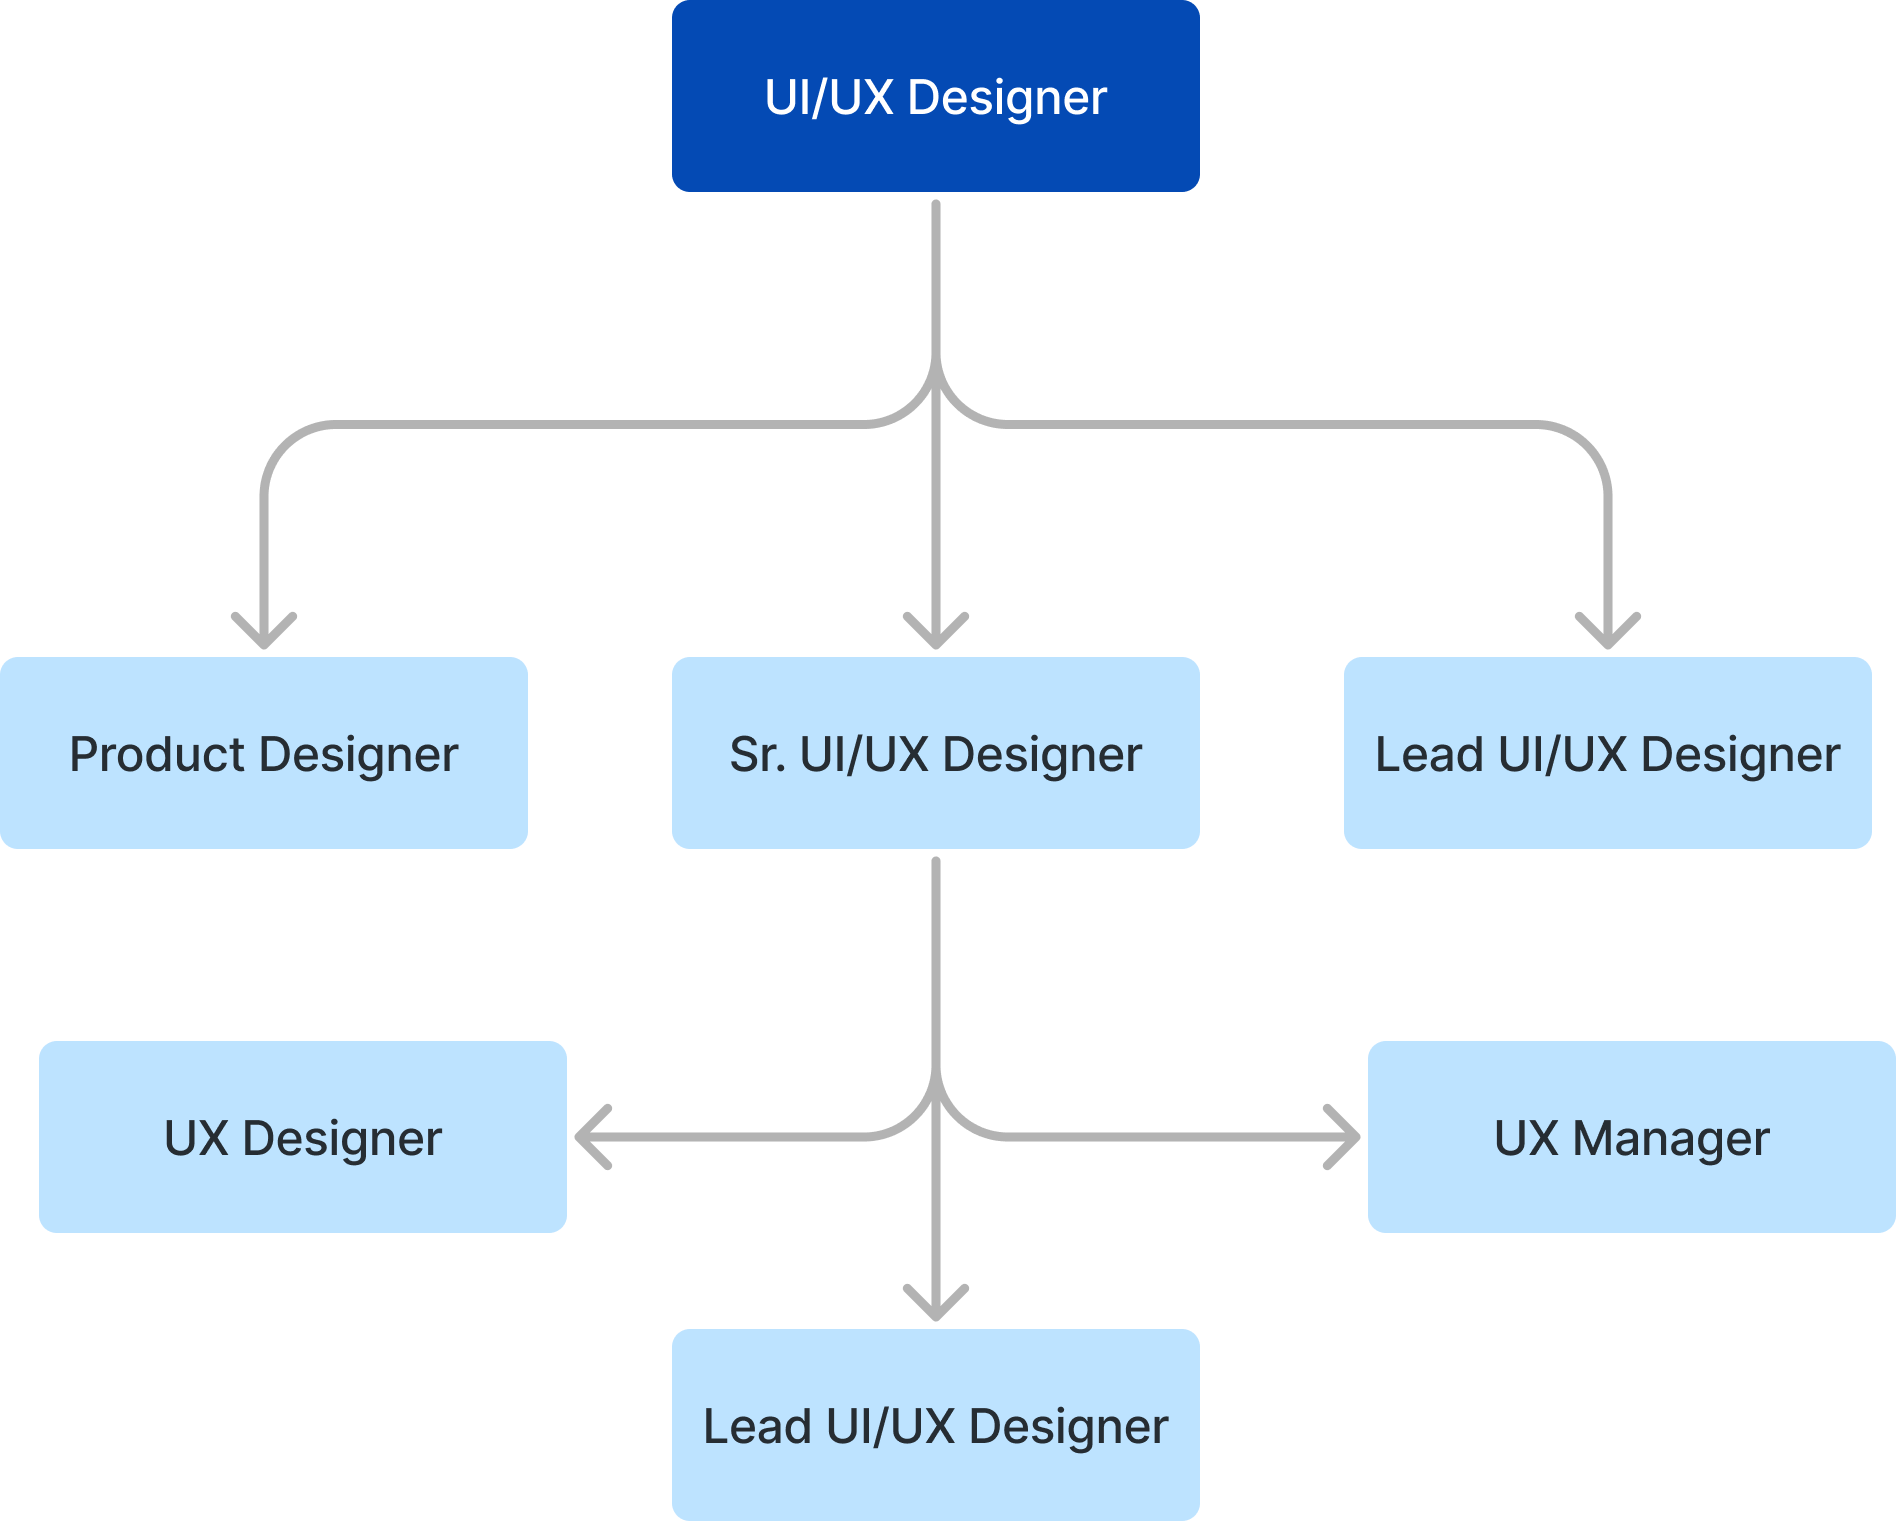 UI/UX Designer
Product Designer
Sr. UI/UX Designer
Lead UI/UX Designer
UX Designer
UX Manager
Lead UI/UX Designer